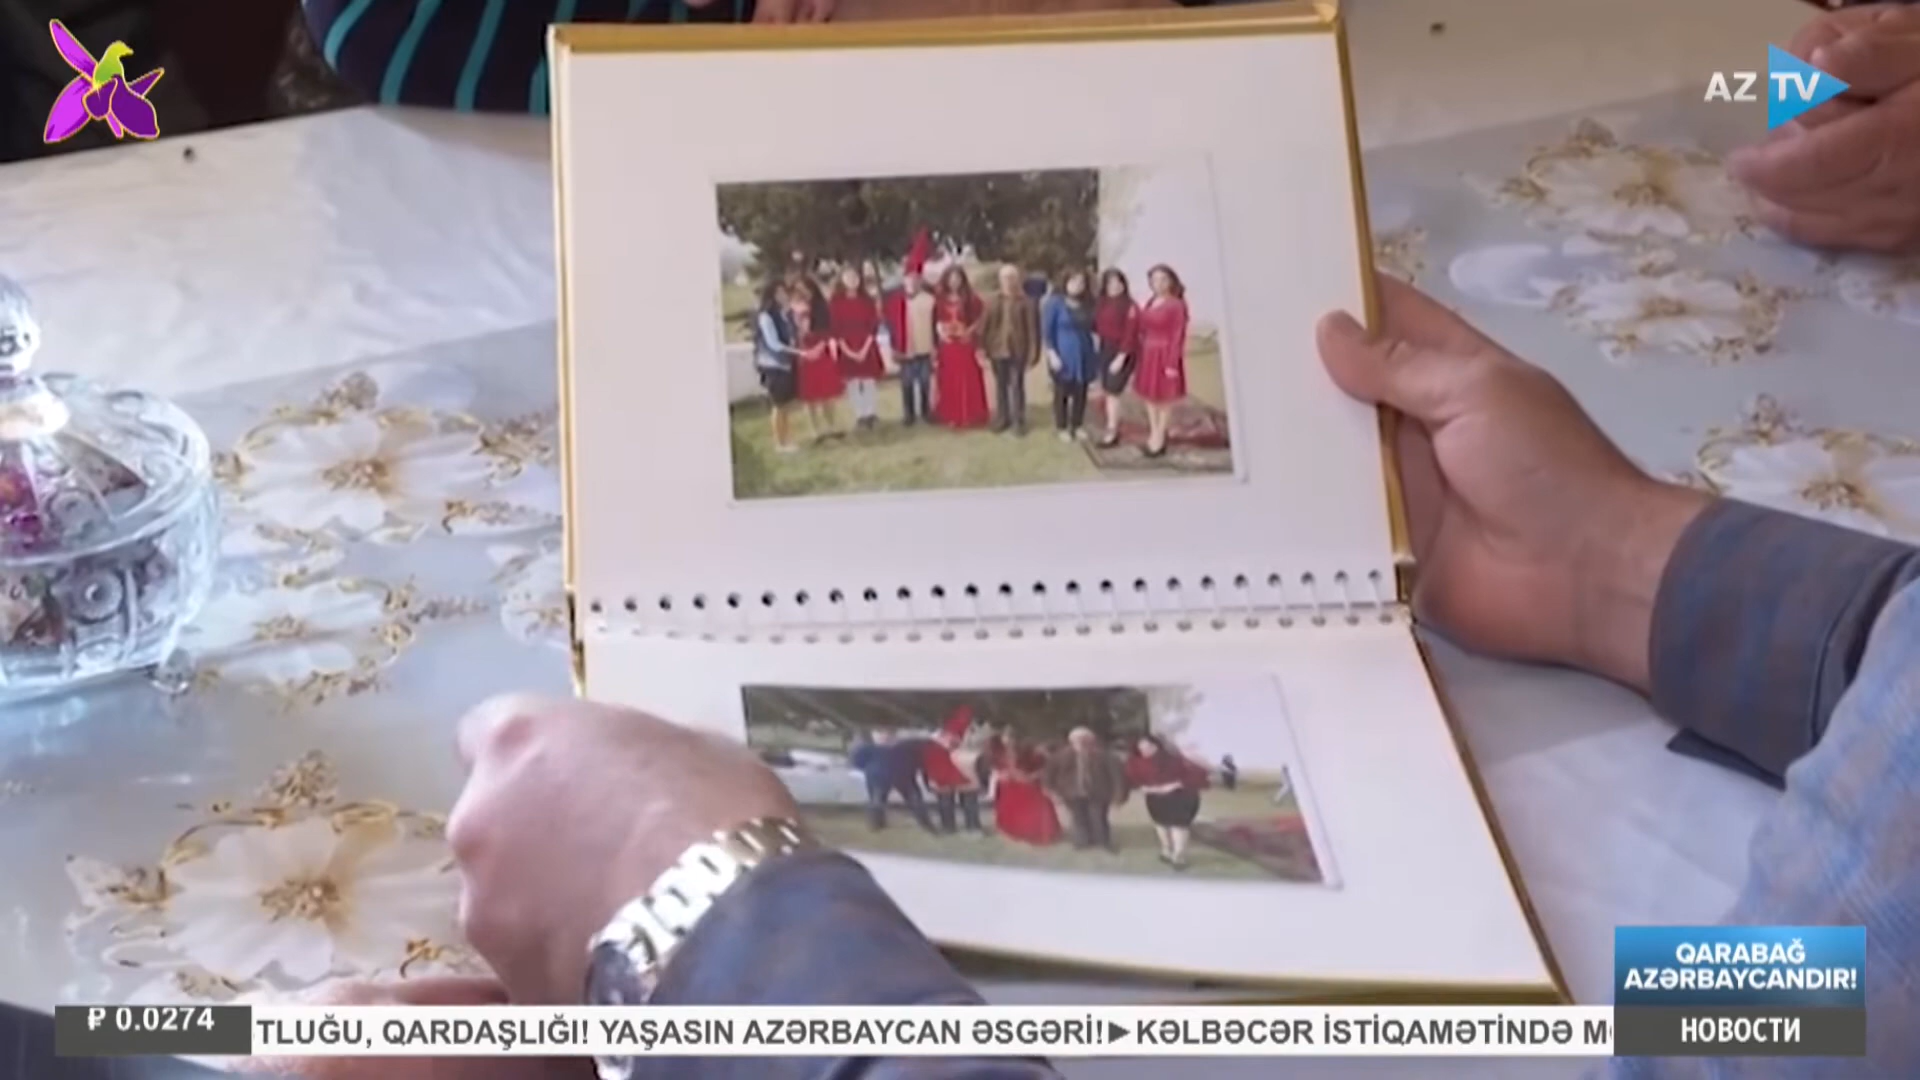 AZ TV
QARABAĞ
AZƏRBAYCANDIR!
₽ 0.0274
TLUĞU, QARDAŞLIĞI! YAŞASIN AZƏRBAYCAN ƏSGƏRİ!►KƏLBƏCƏR İSTİQAMƏTİNDƏ
НОВОСТИ